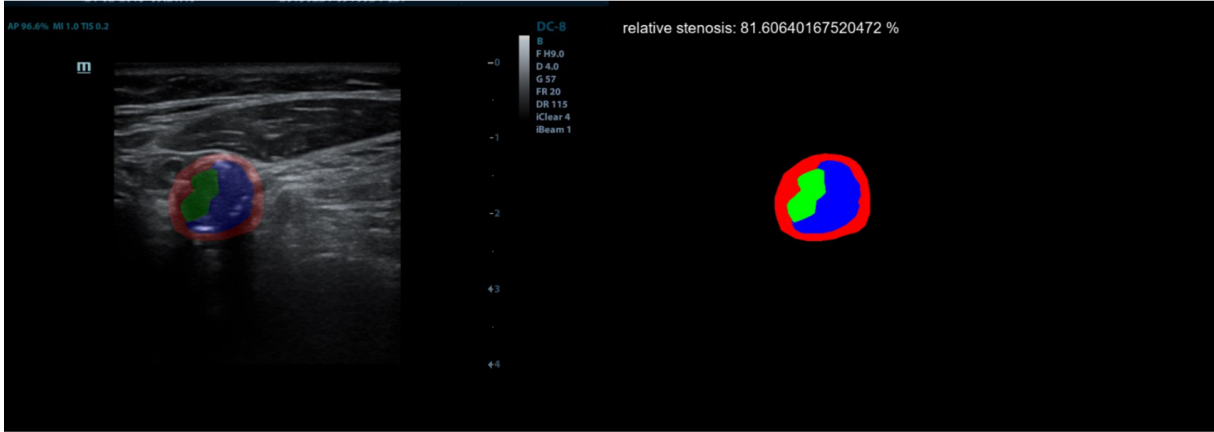 AP 96.6% MI 1.0 TIS 0.2
m
DC-8
B
F H9.0
D 4.0
G 57
FR 20
DR 115
iClear 4
iBeam 1
0
1
2
3
4
relative stenosis: 81.60640167520472 %